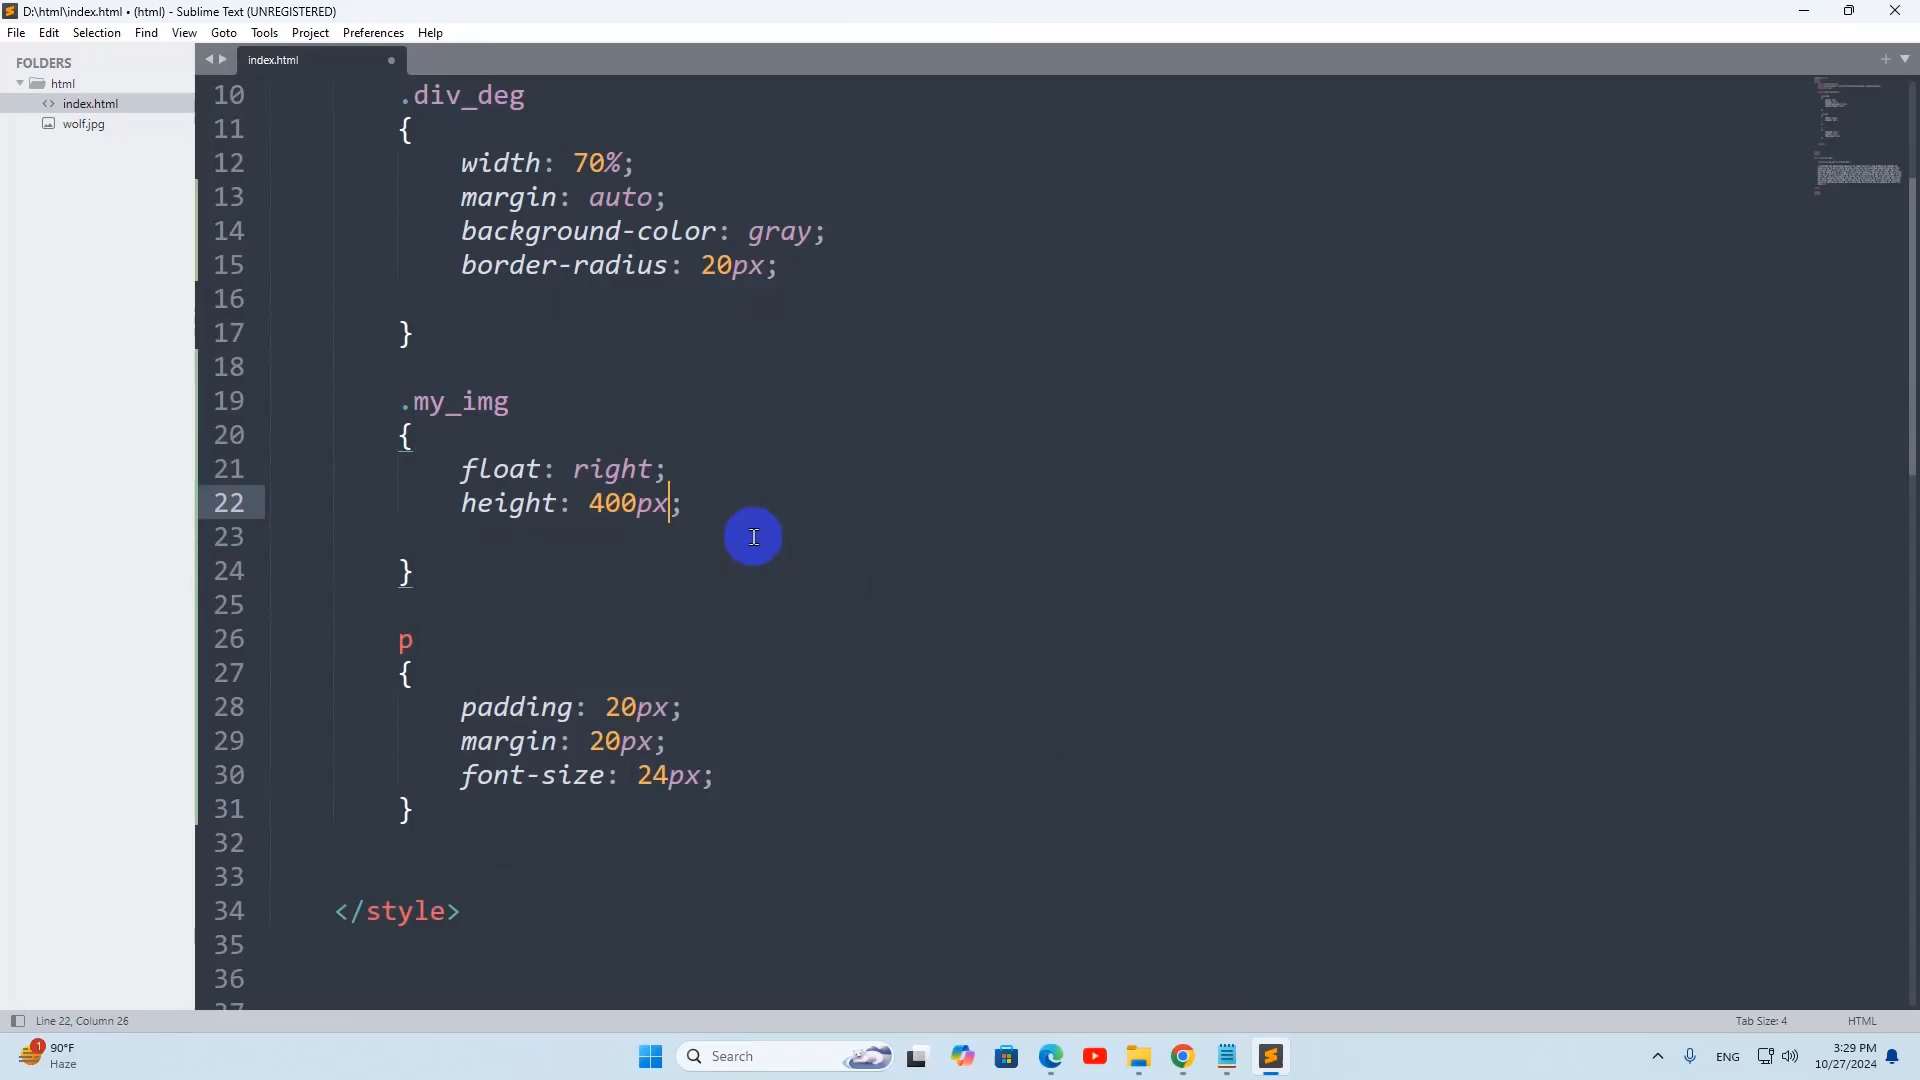 D:\html\index.html • (html) - Sublime Text (UNREGISTERED)
File Edit Selection Find View Goto Tools Project Preferences Help
FOLDERS
html
index.html
wolf.jpg
index.html
10 .div_deg
11 {
12 width: 70%;
13 margin: auto;
14 background-color: gray;
15 border-radius: 20px;
16
17 }
18
19 .my_img
20 {
21 float: right;
22 height: 400px;
23
24 }
25
26 p
27 {
28 padding: 20px;
29 margin: 20px;
30 font-size: 24px;
31 }
32
33
34 </style>
35
36
37
Line 22, Column 26
Tab Size: 4
HTML
1
90°F
Haze
Search
ENG
3:29 PM
10/27/2024